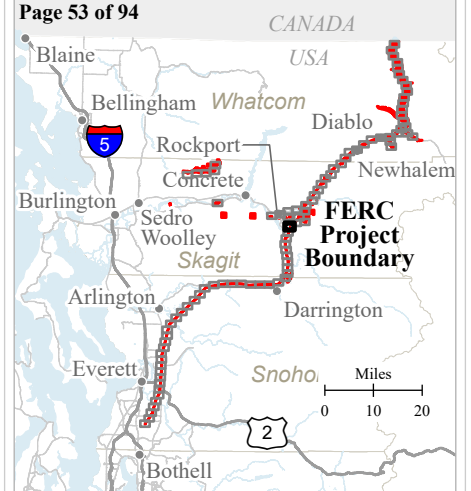 Page 53 of 94
CANADA
USA
Blaine
Bellingham
Whatcom
5
Diablo
Rockport
Newhalem
Concrete
Burlington
Sedro
Woolley
FERC
Project
Boundary
Skagit
Arlington
Darrington
Everett
Snoho
Miles
0 10 20
2
Bothell